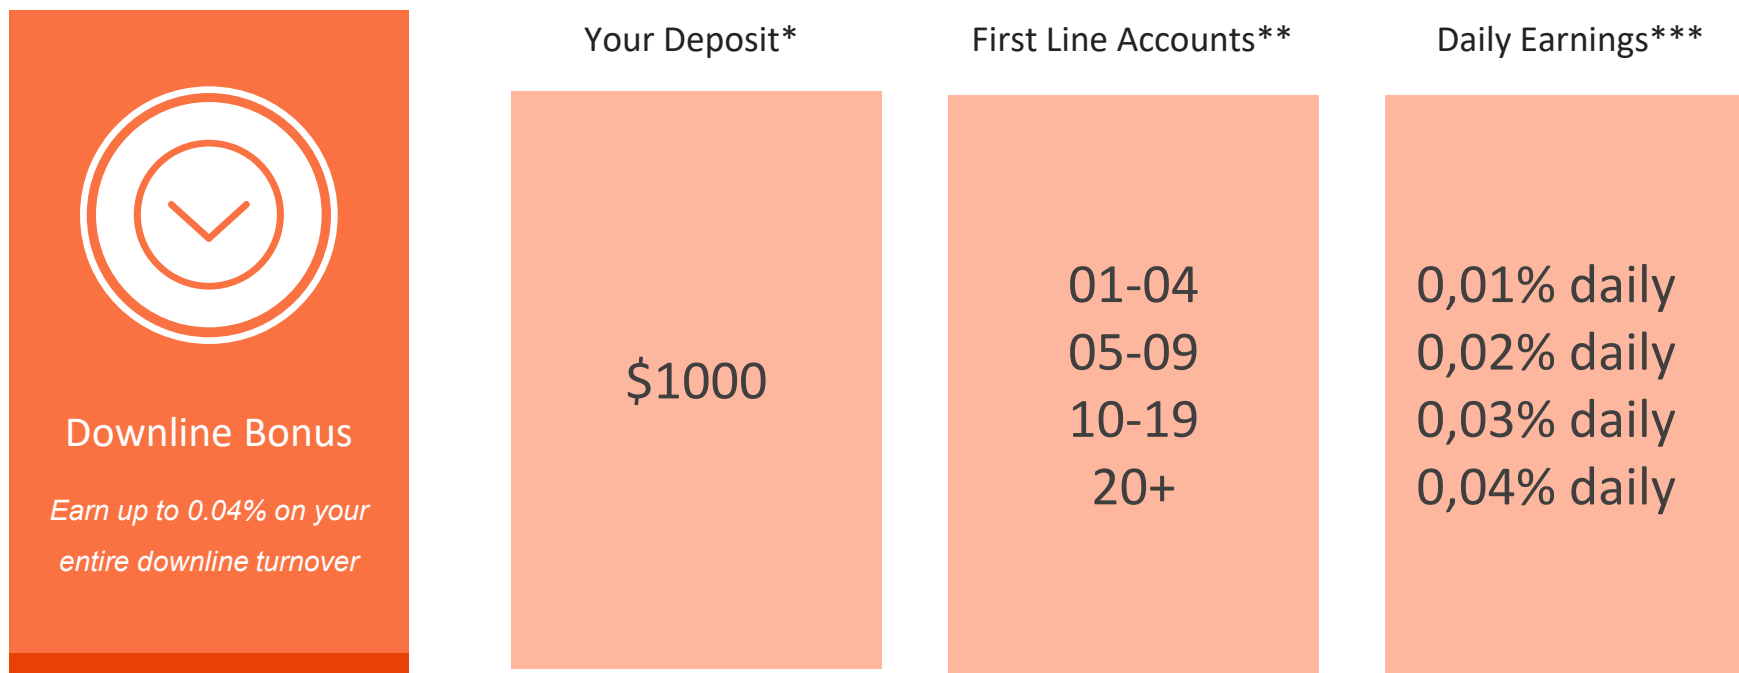 Downline Bonus
Earn up to 0.04% on your
entire downline turnover
Your Deposit*
$1000
First Line Accounts**
01-04
05-09
10-19
20+
Daily Earnings***
0,01% daily
0,02% daily
0,03% daily
0,04% daily